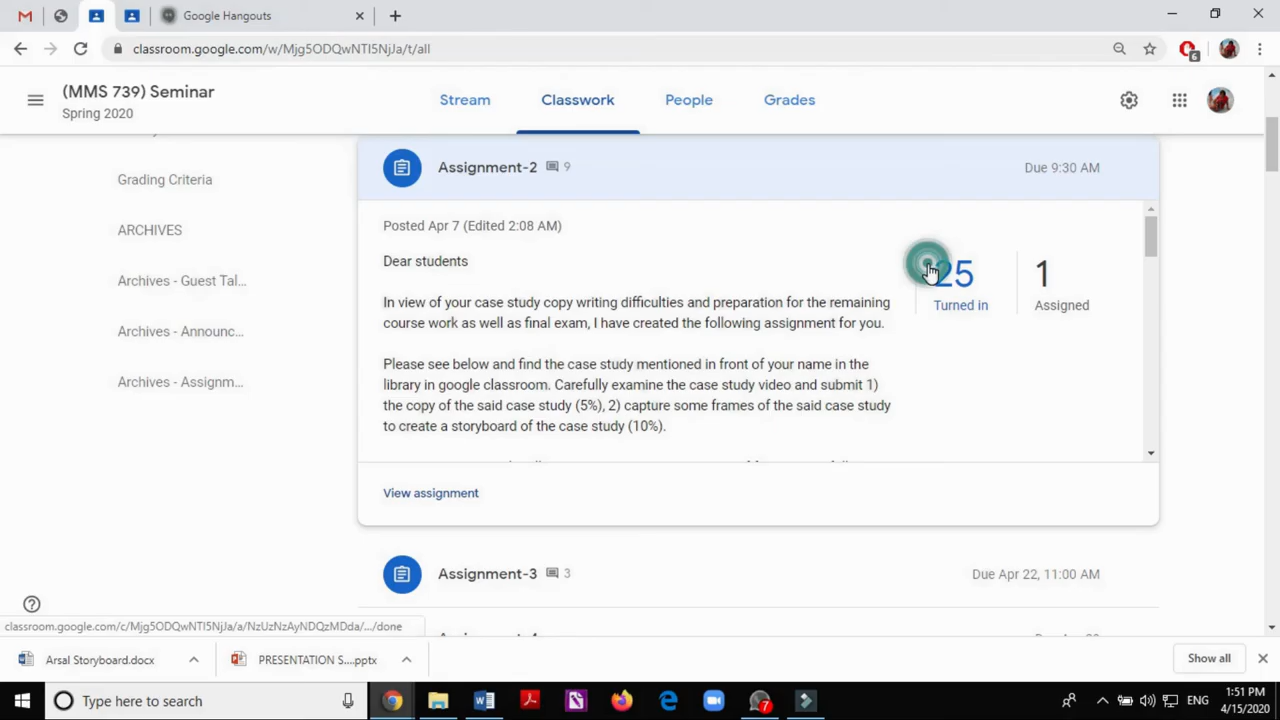 Google Hangouts
classroom.google.com/w/Mjg5ODQwNTI5NjJa/t/all
6
(MMS 739) Seminar
Spring 2020
Stream
Classwork
People
Grades
Grading Criteria
ARCHIVES
Archives - Guest Tal...
Archives - Announc...
Archives - Assignm...
Assignment-2
9
Due 9:30 AM
Posted Apr 7 (Edited 2:08 AM)
Dear students
In view of your case study copy writing difficulties and preparation for the remaining
course work as well as final exam, I have created the following assignment for you.
Please see below and find the case study mentioned in front of your name in the
library in google classroom. Carefully examine the case study video and submit 1)
the copy of the said case study (5%), 2) capture some frames of the said case study
to create a storyboard of the case study (10%).
25
Turned in
1
Assigned
View assignment
Assignment-3
3
Due Apr 22, 11:00 AM
classroom.google.com/c/Mjg5ODQwNTI5NjJa/a/NzUzNzAyNDQzMDda/.../done
Arsal Storyboard.docx
PRESENTATION S....pptx
Show all
Type here to search
7
ENG
1:51 PM
4/15/2020